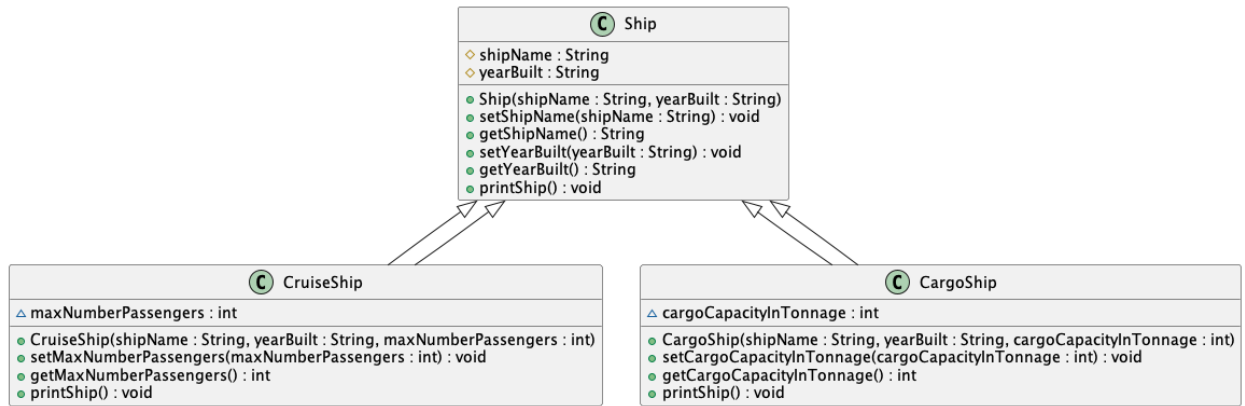 C Ship
shipName : String
yearBuilt : String
Ship(shipName : String, yearBuilt : String)
setShipName(shipName : String) : void
getShipName() : String
setYearBuilt(yearBuilt : String) : void
getYearBuilt() : String
printShip() : void
C CruiseShip
maxNumberPassengers : int
CruiseShip(shipName : String, yearBuilt : String, maxNumberPassengers : int)
setMaxNumberPassengers(maxNumberPassengers : int) : void
getMaxNumberPassengers() : int
printShip() : void
C CargoShip
cargoCapacityInTonnage : int
CargoShip(shipName : String, yearBuilt : String, cargoCapacityInTonnage : int)
setCargoCapacityInTonnage(cargoCapacityInTonnage : int) : void
getCargoCapacityInTonnage() : int
printShip() : void